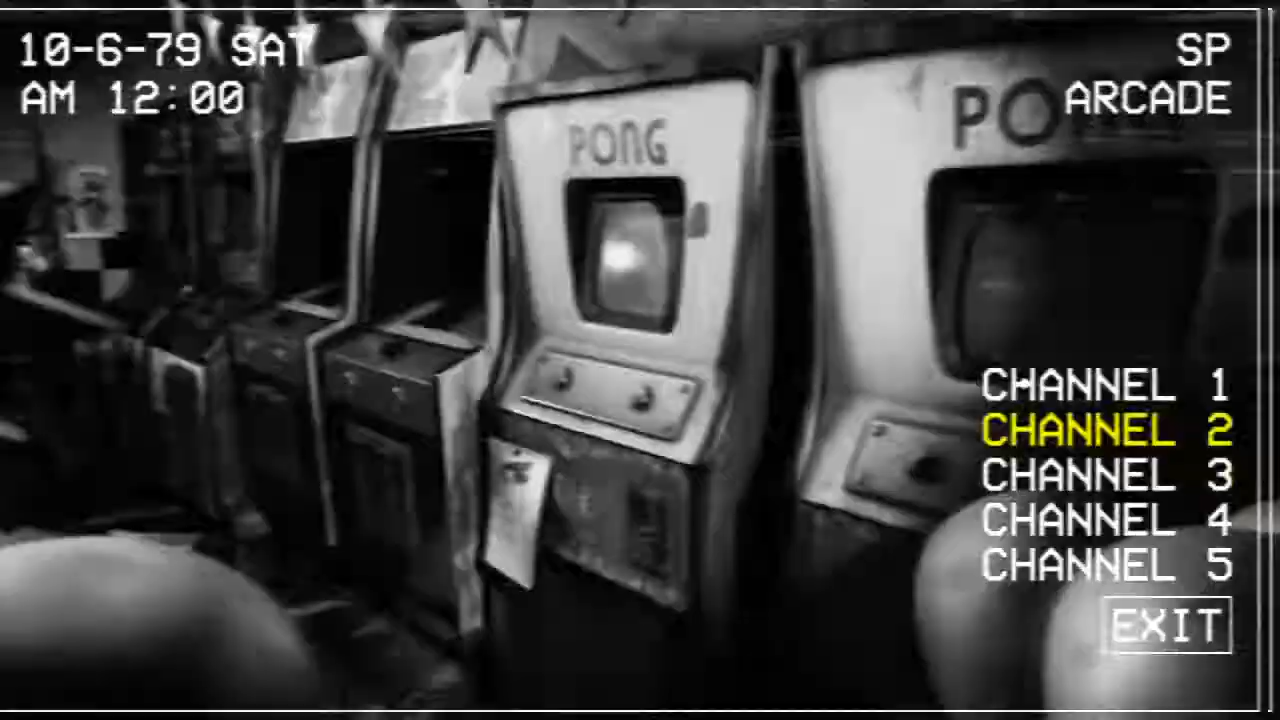 10-6-79 SAT
AM 12:00
SP
ARCADE
PONG
CHANNEL 1
CHANNEL 2
CHANNEL 3
CHANNEL 4
CHANNEL 5
EXIT